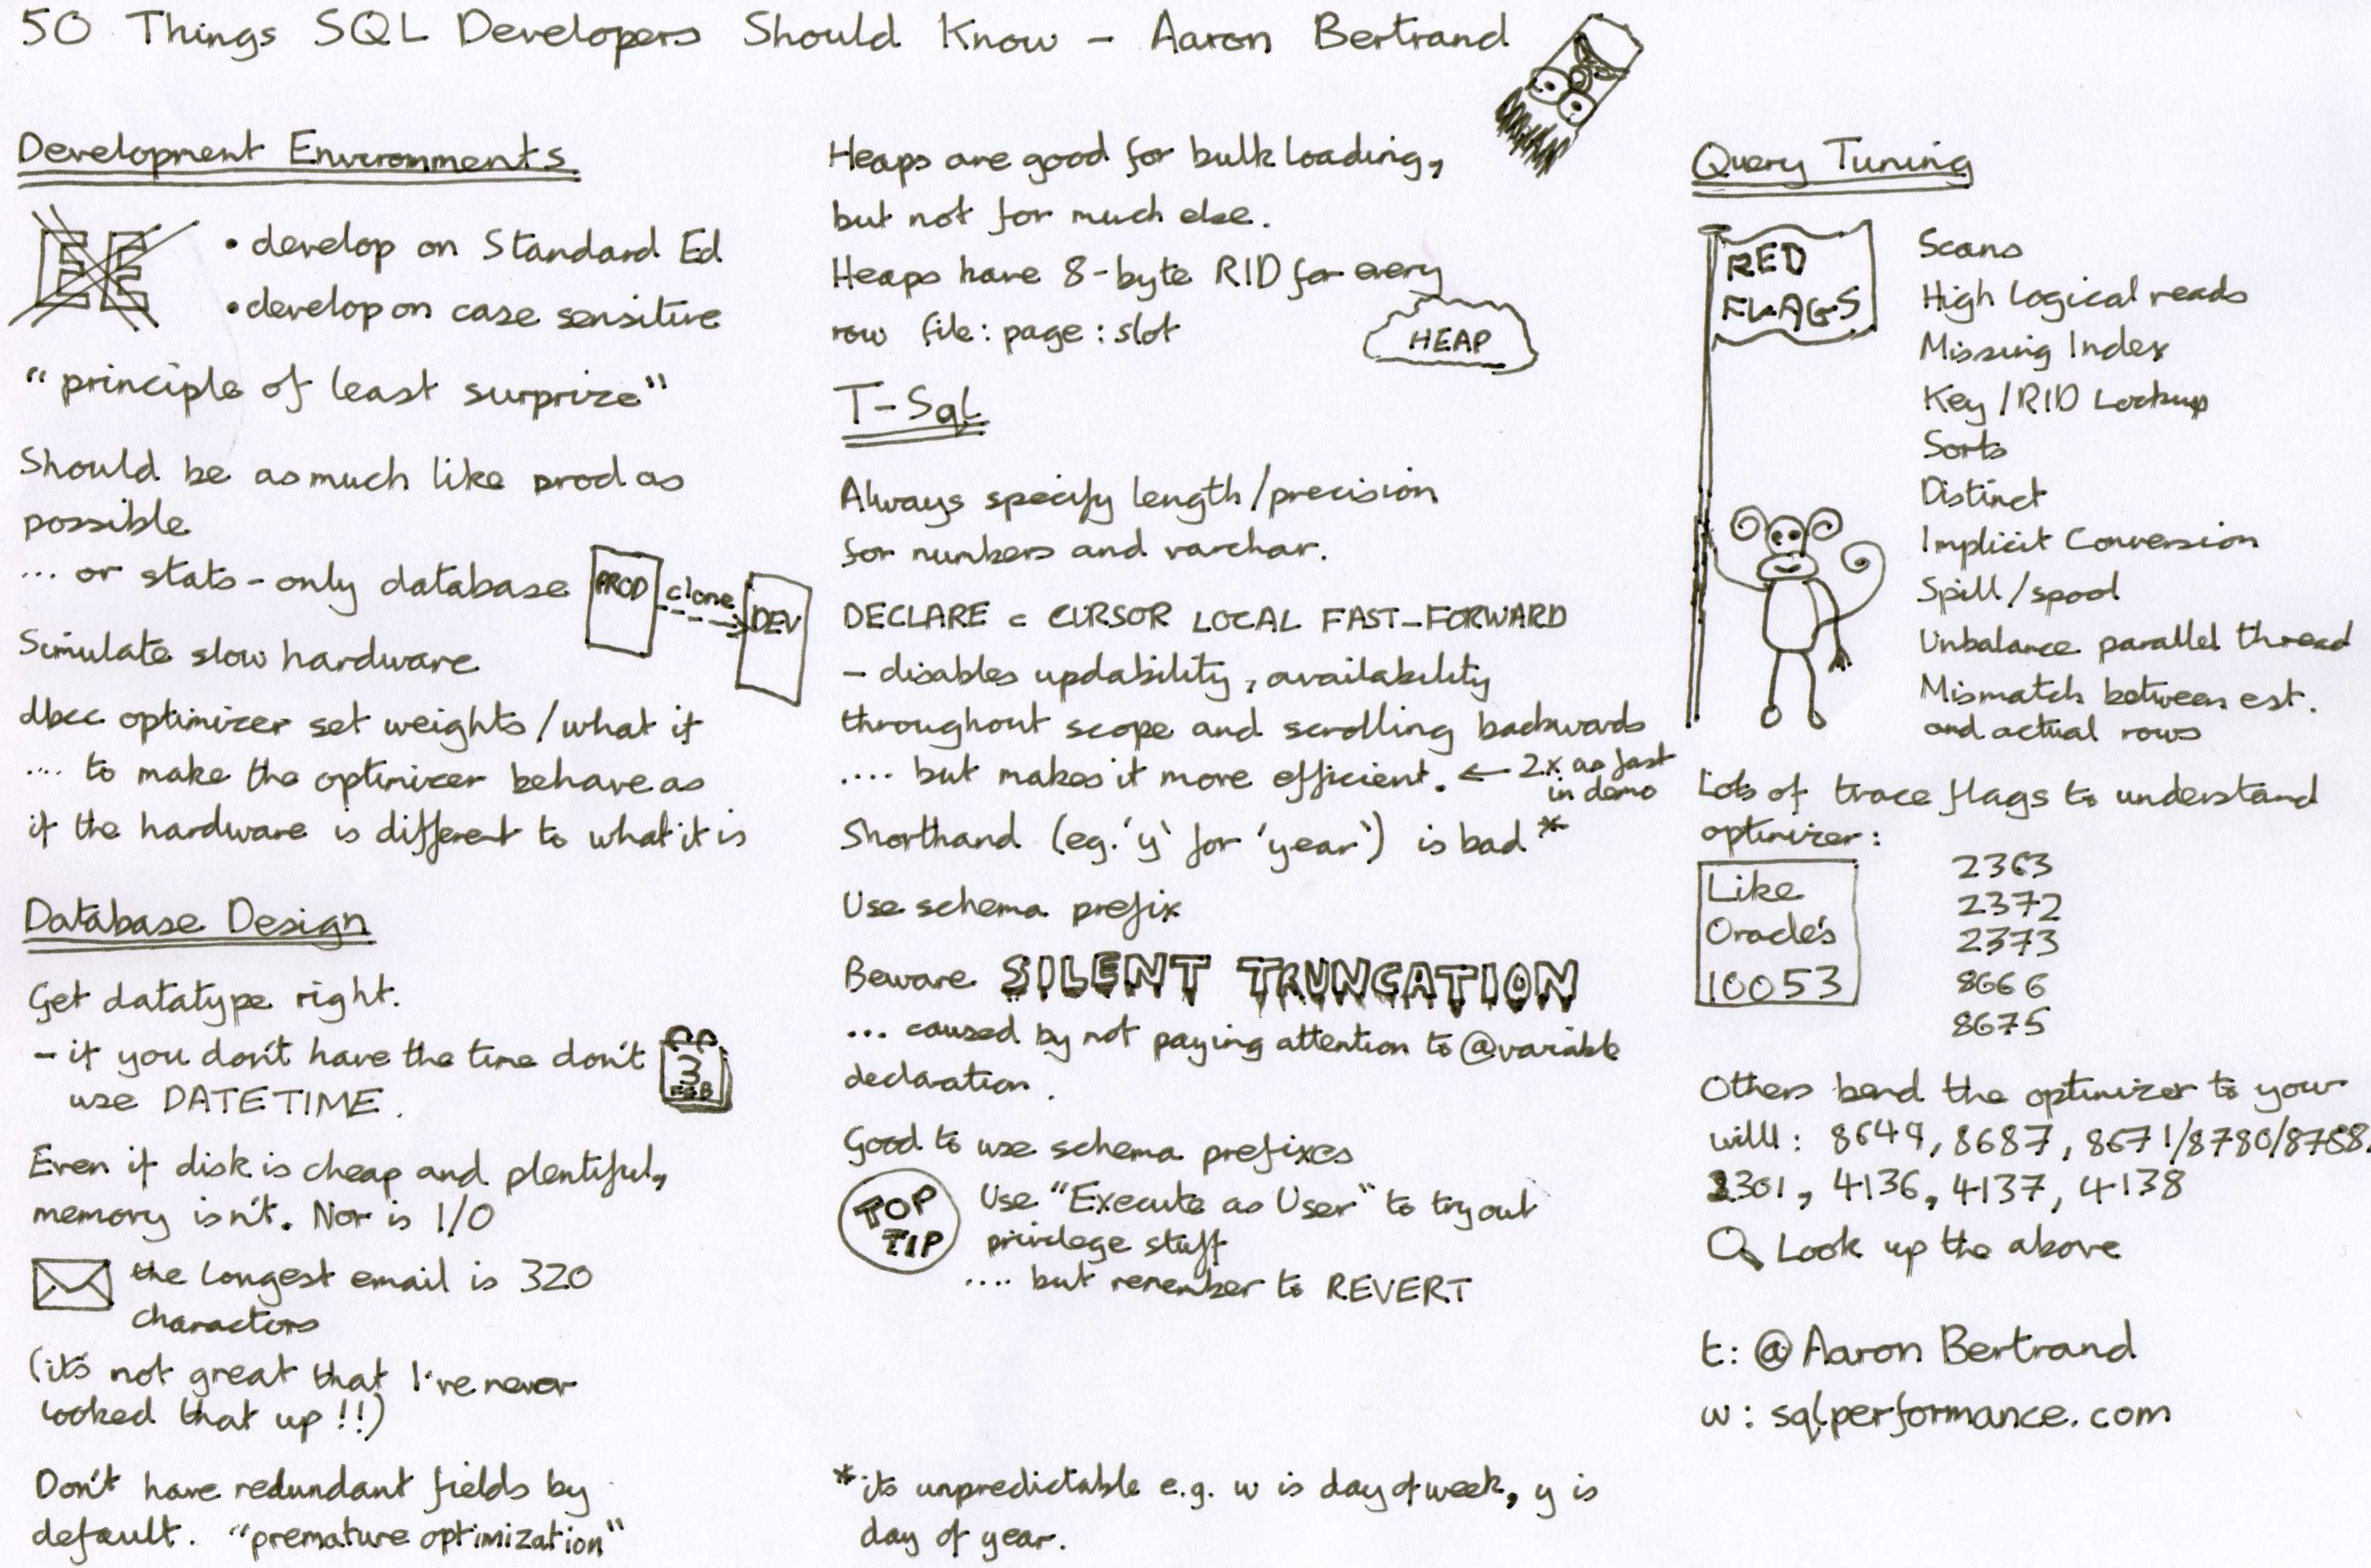 50 Things SQL Developers Should Know - Aaron Bertrand
Development Environments
EE
• develop on Standard Ed
• develop on case sensitive
"principle of least surprize"
Should be as much like prod as
possible
... or stats-only database
PROD clone DEV
Simulate slow hardware
dbcc optimizer set weights/what if
.... to make the optimizer behave as
if the hardware is different to what it is
Database Design
Get datatype right.
- if you don't have the time don't
use DATETIME.
3
FEB
Even if disk is cheap and plentiful,
memory isn't. Nor is I/O
the longest email is 320
characters
(it's not great that I've never
looked that up!!)
Don't have redundant fields by
default. "premature optimization"
Heaps are good for bulk loading,
but not for much else.
Heaps have 8-byte RID for every
row file:page:slot
HEAP
T-Sql
Always specify length/precision
for numbers and varchar.
DECLARE c CURSOR LOCAL FAST_FORWARD
- disables updability, availability
throughout scope and scrolling backwards
.... but makes it more efficient. ← 2x as fast
in demo
Shorthand (eg. 'y' for 'year') is bad *
Use schema prefix
Beware SILENT TRUNCATION
... caused by not paying attention to @variable
declaration.
Good to use schema prefixes
TOP
TIP
Use "Execute as User" to try out
privilege stuff
.... but remember to REVERT
* its unpredictable e.g. w is day of week, y is
day of year.
Query Tuning
RED
FLAGS
Scans
High logical reads
Missing Index
Key/RID Lookup
Sorts
Distinct
Implicit Conversion
Spill/spool
Unbalance parallel thread
Mismatch between est.
and actual rows
Lots of trace flags to understand
optimizer:
Like
Oracle's
10053
2363
2372
2373
8666
8675
Others bend the optimizer to your
will: 8649, 8687, 8671/8780/8788,
2301, 4136, 4137, 4138
Look up the above
t: @AaronBertrand
w: sqlperformance.com